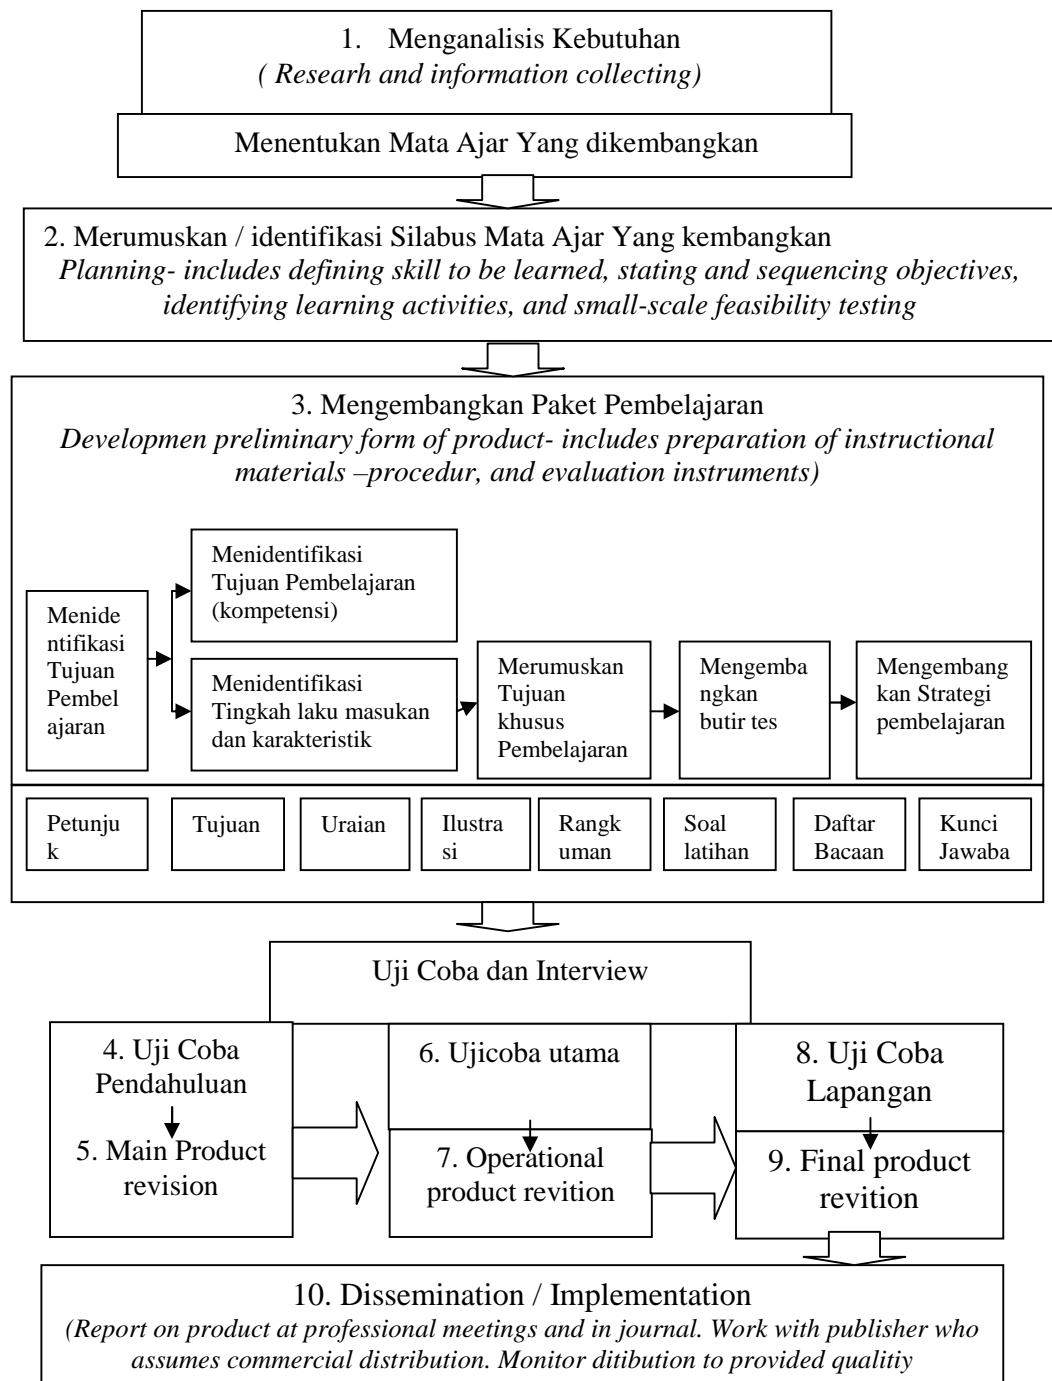 1. Menganalisis Kebutuhan
( Researh and information collecting)
Menentukan Mata Ajar Yang dikembangkan
2. Merumuskan / identifikasi Silabus Mata Ajar Yang kembangkan
Planning- includes defining skill to be learned, stating and sequencing objectives,
identifying learning activities, and small-scale feasibility testing
3. Mengembangkan Paket Pembelajaran
Developmen preliminary form of product- includes preparation of instructional
materials –procedur, and evaluation instruments)
Menide
ntifikasi
Tujuan
Pembel
ajaran
Menidentifikasi
Tujuan Pembelajaran
(kompetensi)
Menidentifikasi
Tingkah laku masukan
dan karakteristik
Merumuskan
Tujuan
khusus
Pembelajaran
Mengemba
ngkan
butir tes
Mengembang
kan Strategi
pembelajaran
Petunju
k
Tujuan
Uraian
Ilustra
si
Rangk
uman
Soal
latihan
Daftar
Bacaan
Kunci
Jawaba
Uji Coba dan Interview
4. Uji Coba
Pendahuluan
5. Main Product
revision
6. Ujicoba utama
7. Operational
product revition
8. Uji Coba
Lapangan
9. Final product
revition
10. Dissemination / Implementation
(Report on product at professional meetings and in journal. Work with publisher who
assumes commercial distribution. Monitor ditibution to provided qualitiy